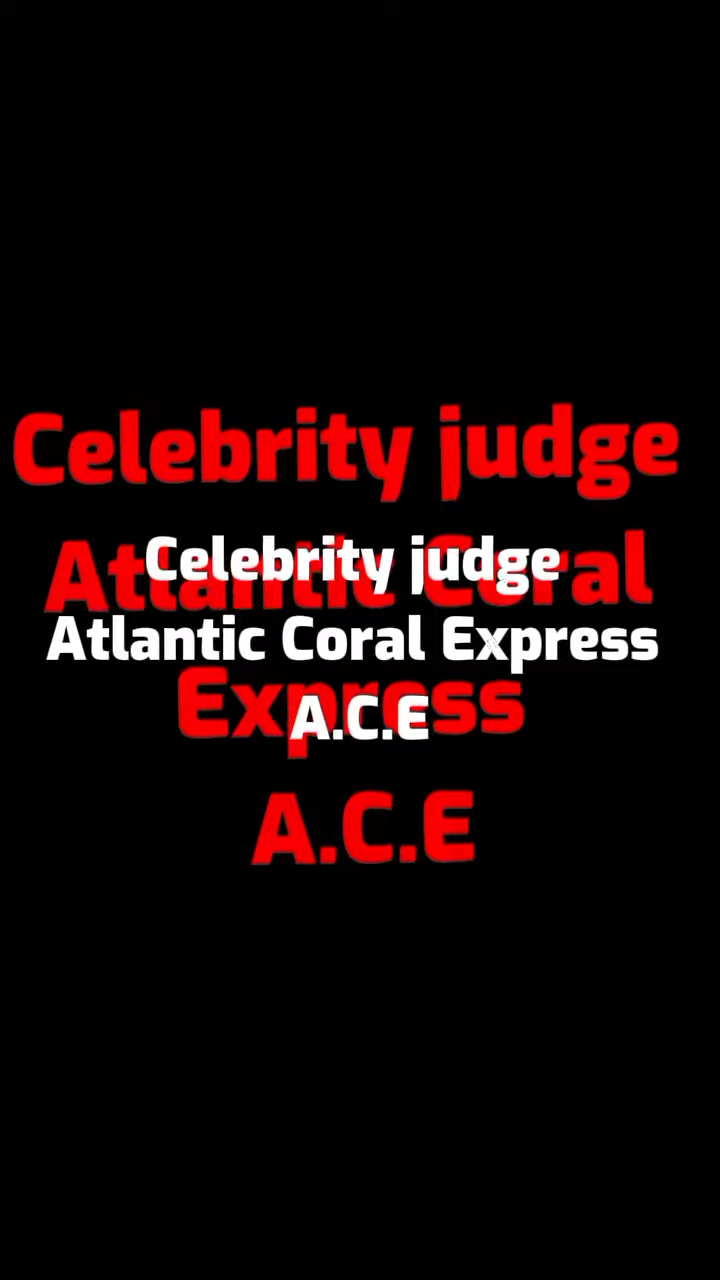 Celebrity judge
Atlantic Coral
Express
A.C.E
Celebrity judge
Atlantic Coral Express
A.C.E